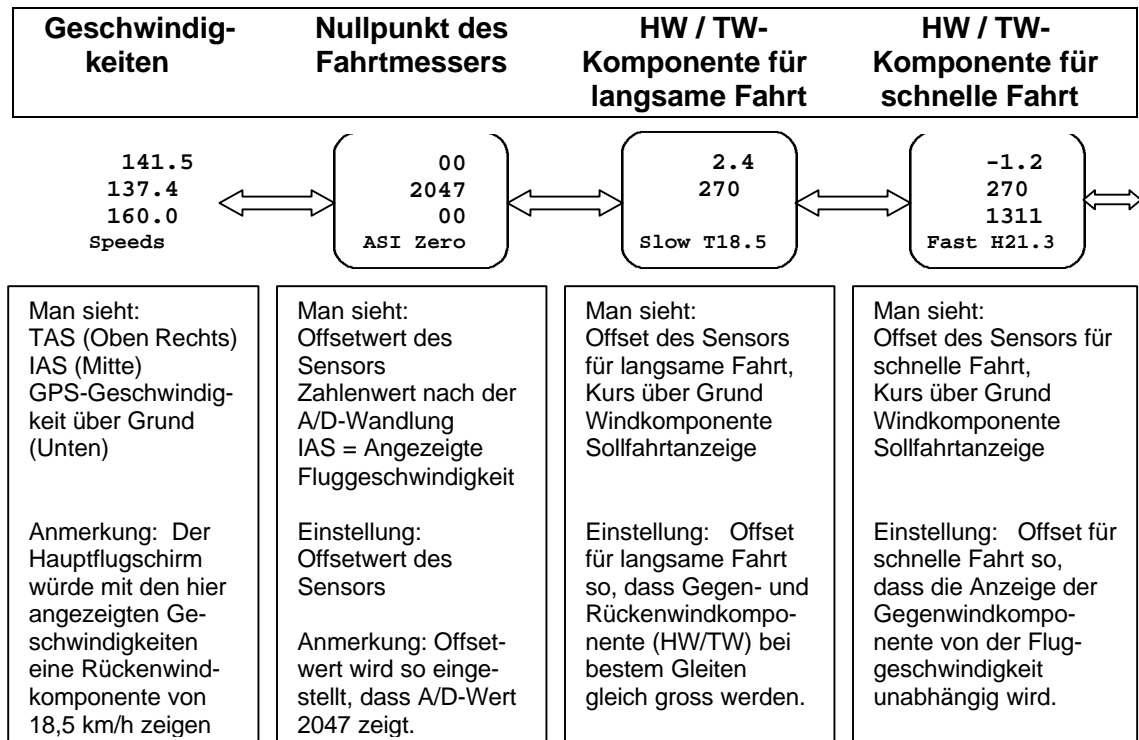 Geschwindig-
keiten
Nullpunkt des
Fahrtmessers
HW / TW-
Komponente für
langsame Fahrt
HW / TW-
Komponente für
schnelle Fahrt
141.5
137.4
160.0
Speeds
00
2047
00
ASI Zero
2.4
270
Slow T18.5
-1.2
270
1311
Fast H21.3
Man sieht:
TAS (Oben Rechts)
IAS (Mitte)
GPS-Geschwindig-
keit über Grund
(Unten)
Anmerkung: Der
Hauptflugschirm
würde mit den hier
angezeigten Ge-
schwindigkeiten
eine Rückenwind-
komponente von
18,5 km/h zeigen
Man sieht:
Offsetwert des
Sensors
Zahlenwert nach der
A/D-Wandlung
IAS = Angezeigte
Fluggeschwindigkeit
Einstellung:
Offsetwert des
Sensors
Anmerkung: Offset-
wert wird so einge-
stellt, dass A/D-Wert
2047 zeigt.
Man sieht:
Offset des Sensors
für langsame Fahrt,
Kurs über Grund
Windkomponente
Sollfahrtanzeige
Einstellung: Offset
für langsame Fahrt
so, dass Gegen- und
Rückenwindkompo-
nente (HW/TW) bei
bestem Gleiten
gleich gross werden.
Man sieht:
Offset des Sensors für
schnelle Fahrt,
Kurs über Grund
Windkomponente
Sollfahrtanzeige
Einstellung: Offset für
schnelle Fahrt so,
dass die Anzeige der
Gegenwindkompo-
nente von der Flug-
geschwindigkeit
unabhängig wird.